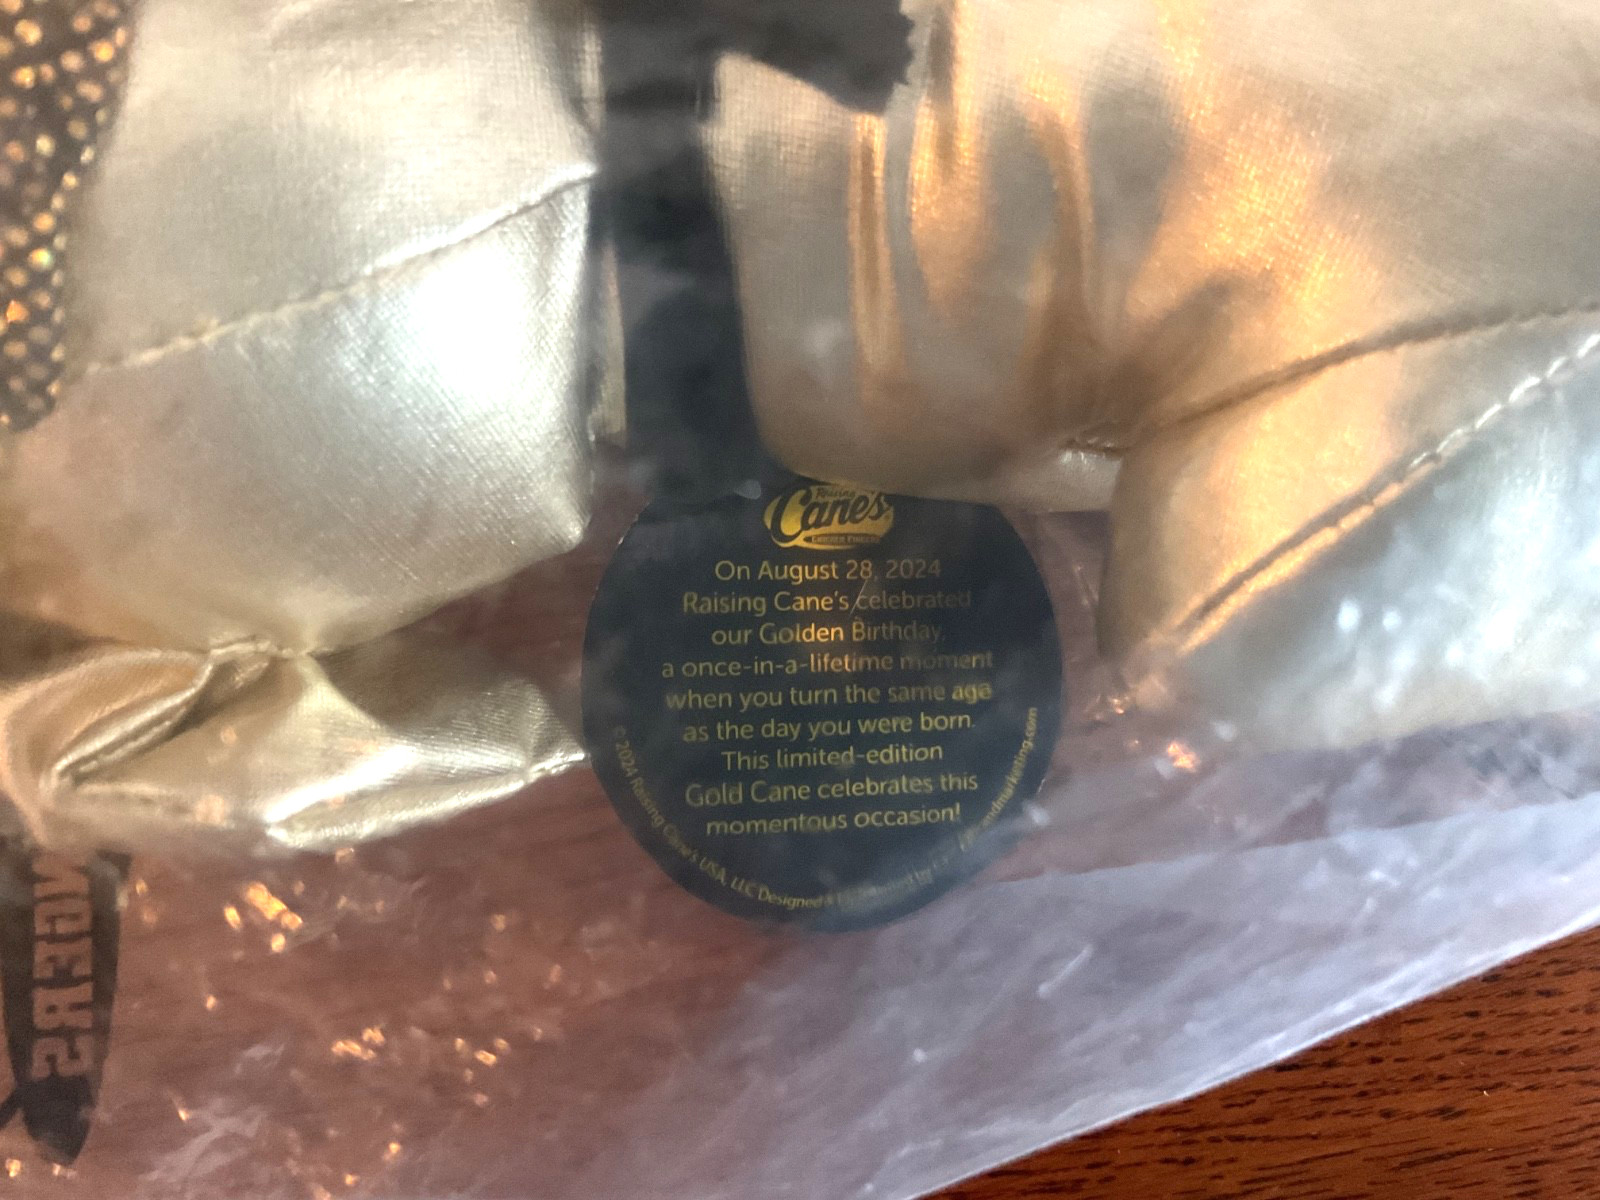 Raising
Cane's
CHICKEN FINGERS
On August 28, 2024
Raising Cane's celebrated
our Golden Birthday,
a once-in-a-lifetime moment
when you turn the same age
as the day you were born.
This limited-edition
Gold Cane celebrates this
momentous occasion!
© 2024 Raising Cane's USA, LLC Designed &
NGERS